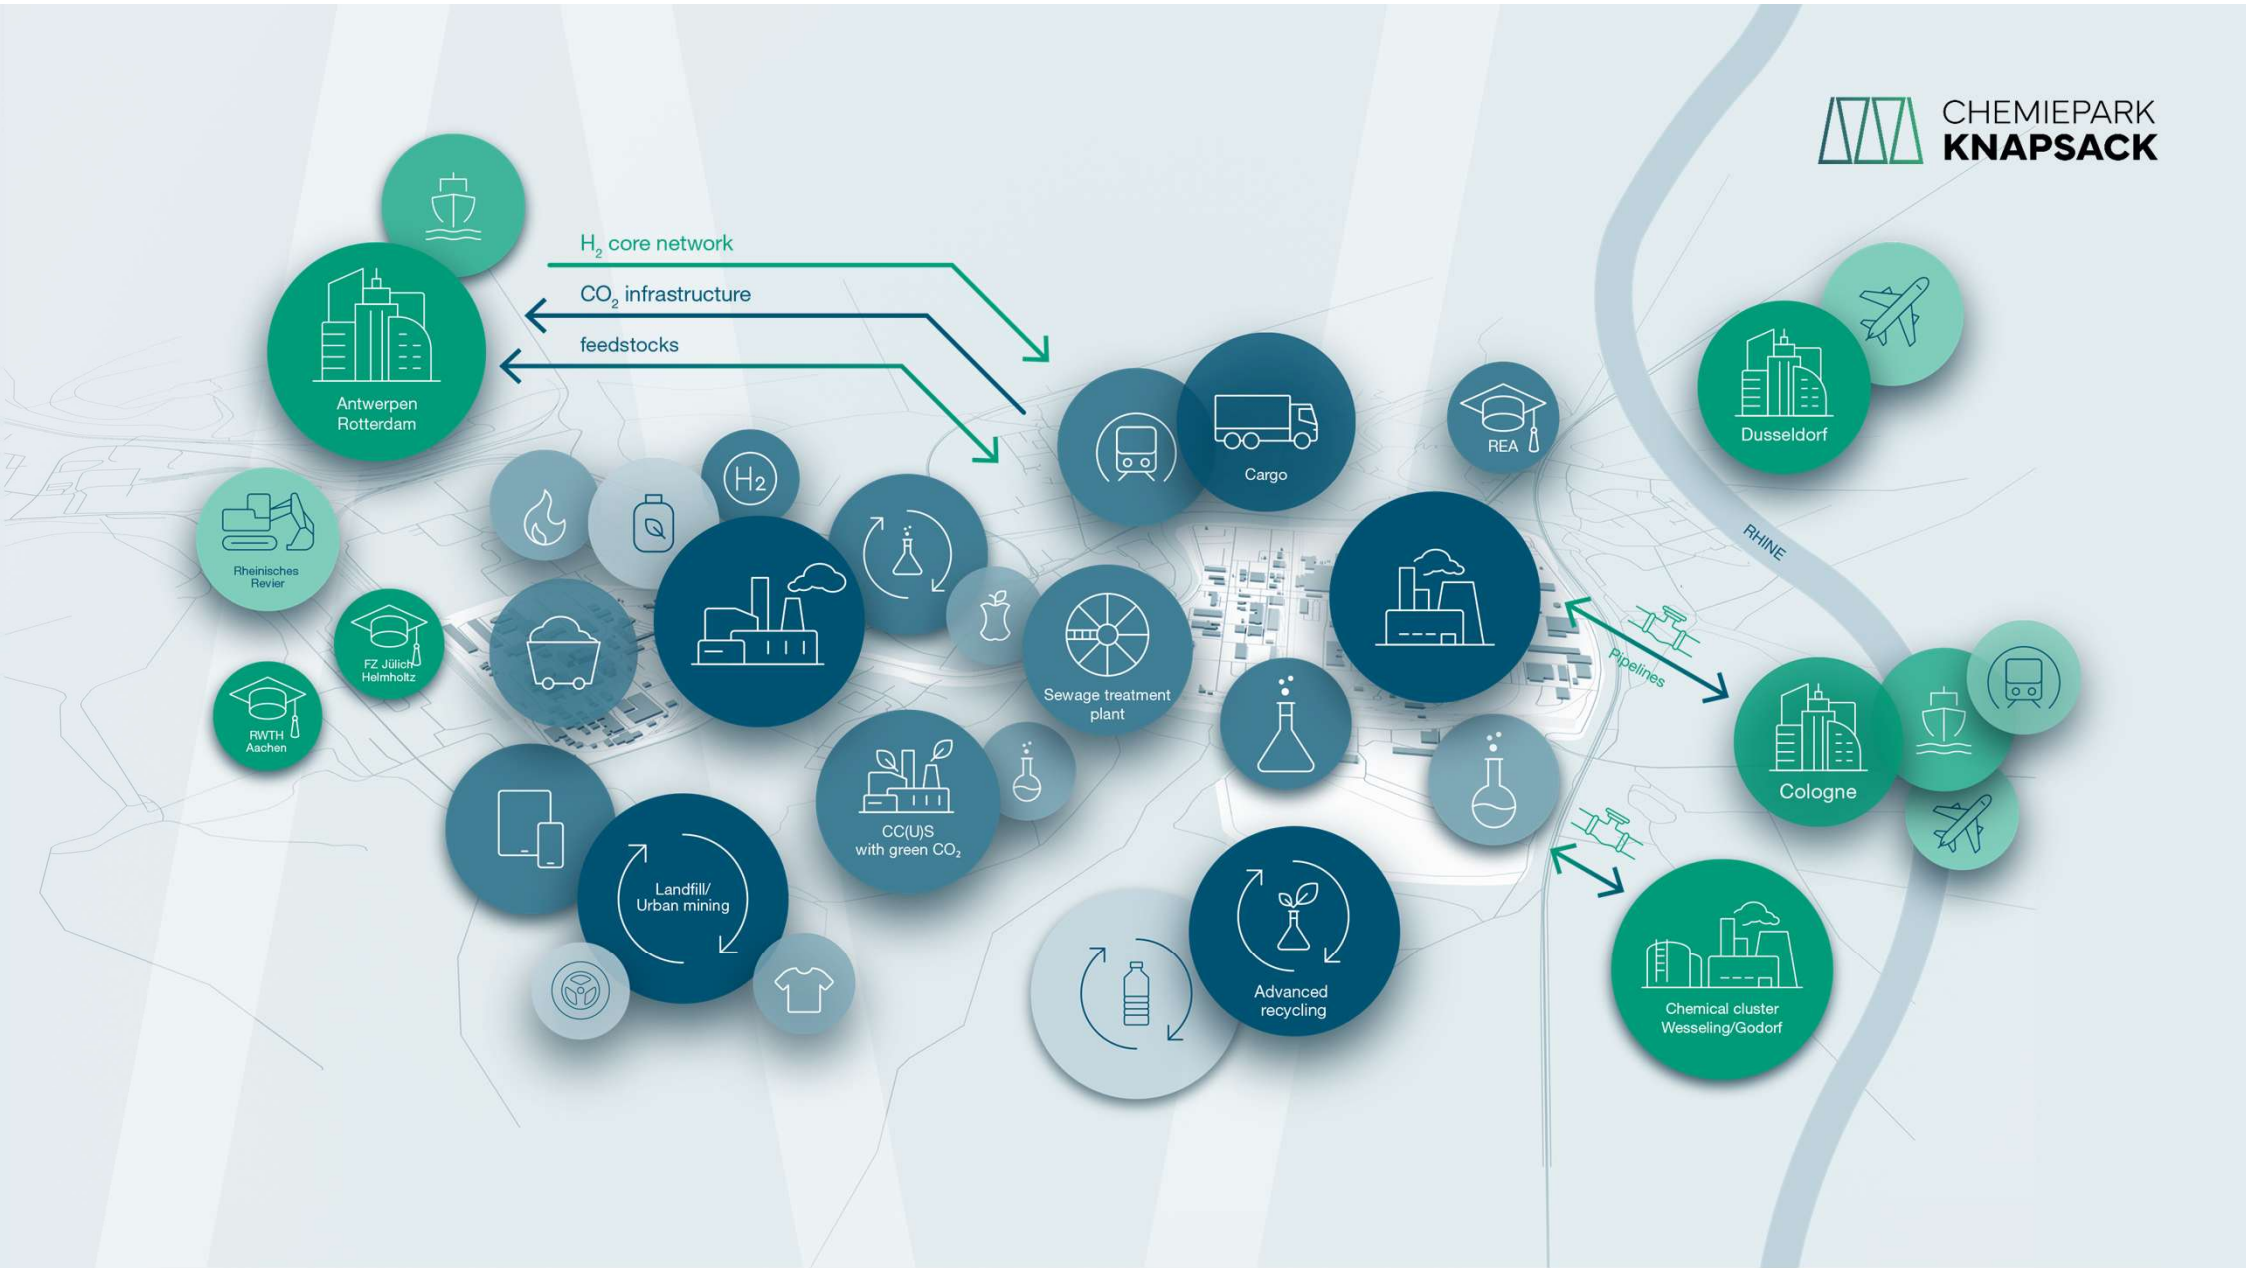 CHEMIEPARK
KNAPSACK
H₂ core network
CO₂ infrastructure
feedstocks
Antwerpen
Rotterdam
Cargo
REA
Dusseldorf
H2
Rheinisches
Revier
RHINE
FZ Jülich
Helmholtz
RWTH
Aachen
Sewage treatment
plant
Pipelines
Cologne
CC(U)S
with green CO₂
Landfill/
Urban mining
Advanced
recycling
Chemical cluster
Wesseling/Godorf